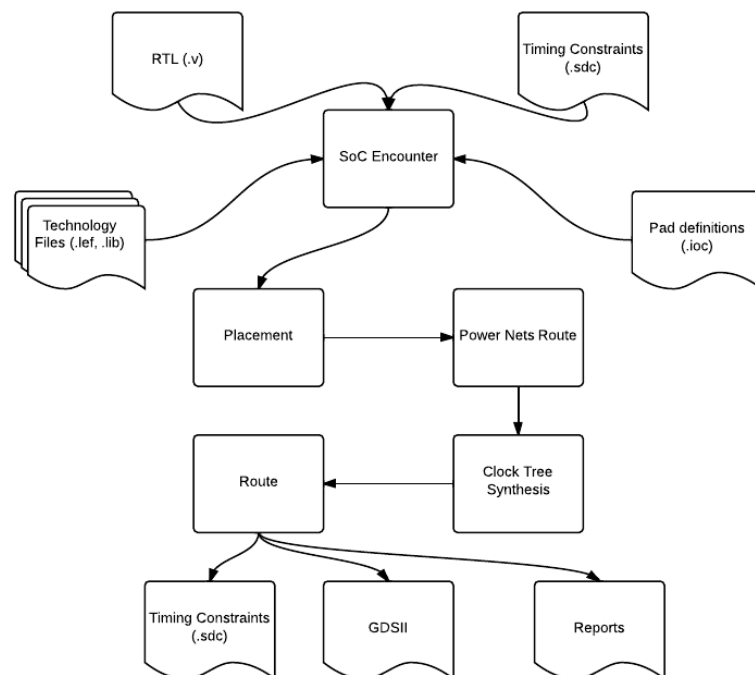 RTL (.v)
Timing Constraints
(.sdc)
SoC Encounter
Technology
Files (.lef, .lib)
Pad definitions
(.ioc)
Placement
Power Nets Route
Route
Clock Tree
Synthesis
Timing Constraints
(.sdc)
GDSII
Reports